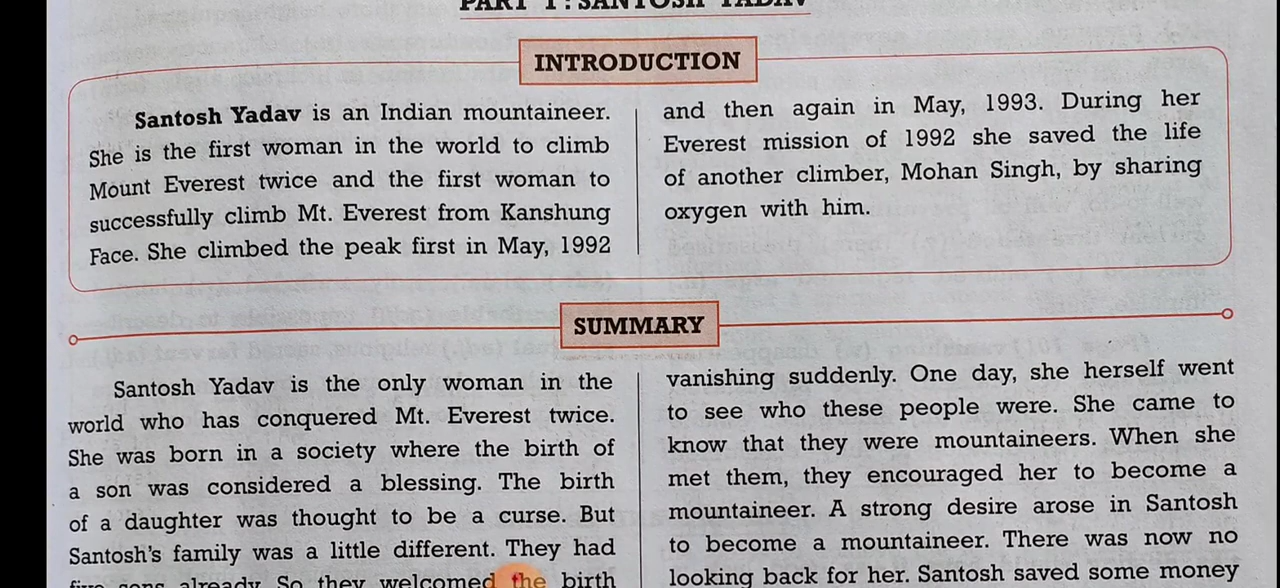 PART 1 : SANTOSH YADAV
INTRODUCTION
Santosh Yadav is an Indian mountaineer.
She is the first woman in the world to climb
Mount Everest twice and the first woman to
successfully climb Mt. Everest from Kanshung
Face. She climbed the peak first in May, 1992
and then again in May, 1993. During her
Everest mission of 1992 she saved the life
of another climber, Mohan Singh, by sharing
oxygen with him.
SUMMARY
Santosh Yadav is the only woman in the
world who has conquered Mt. Everest twice.
She was born in a society where the birth of
a son was considered a blessing. The birth
of a daughter was thought to be a curse. But
Santosh's family was a little different. They had
five sons already. So they welcomed the birth
vanishing suddenly. One day, she herself went
to see who these people were. She came to
know that they were mountaineers. When she
met them, they encouraged her to become a
mountaineer. A strong desire arose in Santosh
to become a mountaineer. There was now no
looking back for her. Santosh saved some money